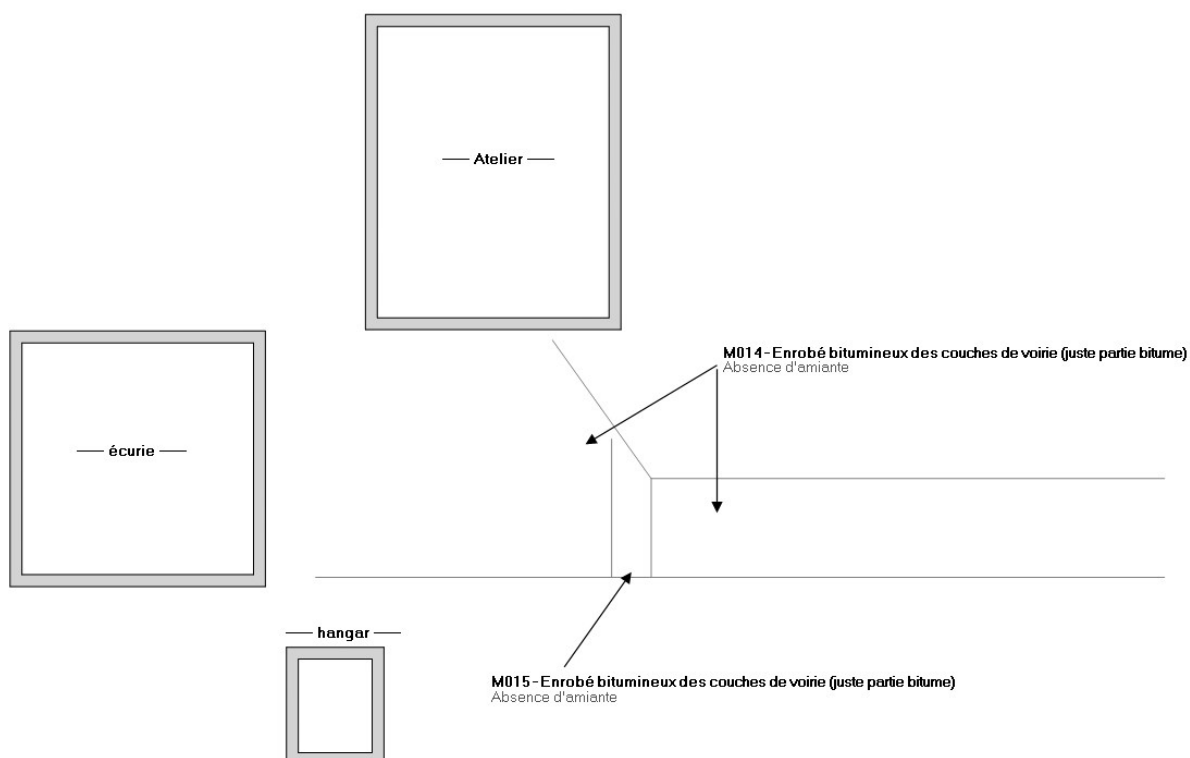 Atelier
M014-Enrobé bitumineux des couches de voirie (juste partie bitume)
Absence d'amiante
écurie
hangar
M015-Enrobé bitumineux des couches de voirie (juste partie bitume)
Absence d'amiante